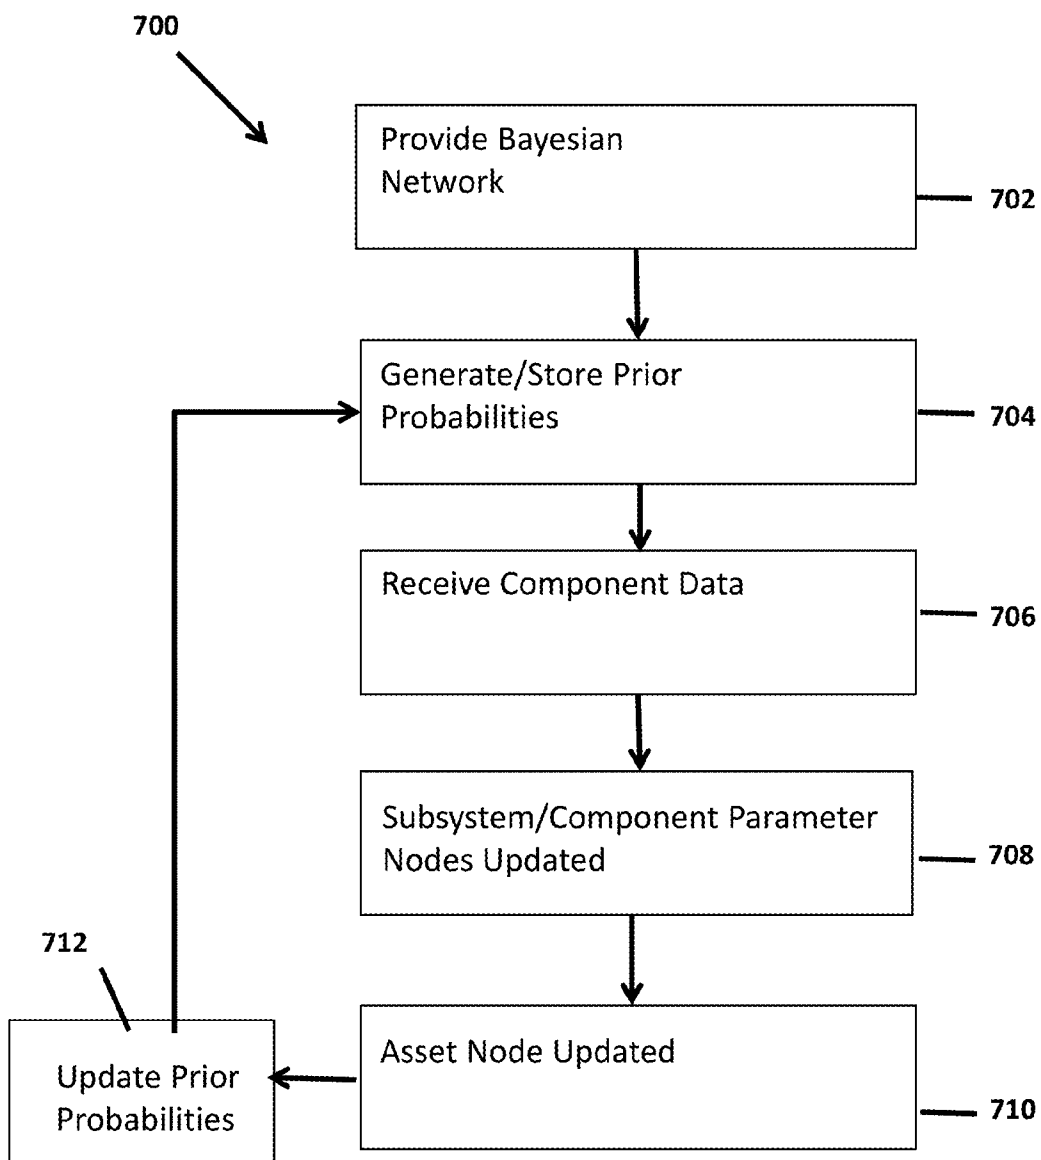 700
Provide Bayesian
Network
702
Generate/Store Prior
Probabilities
704
Receive Component Data
706
Subsystem/Component Parameter
Nodes Updated
708
712
Asset Node Updated
Update Prior
Probabilities
710